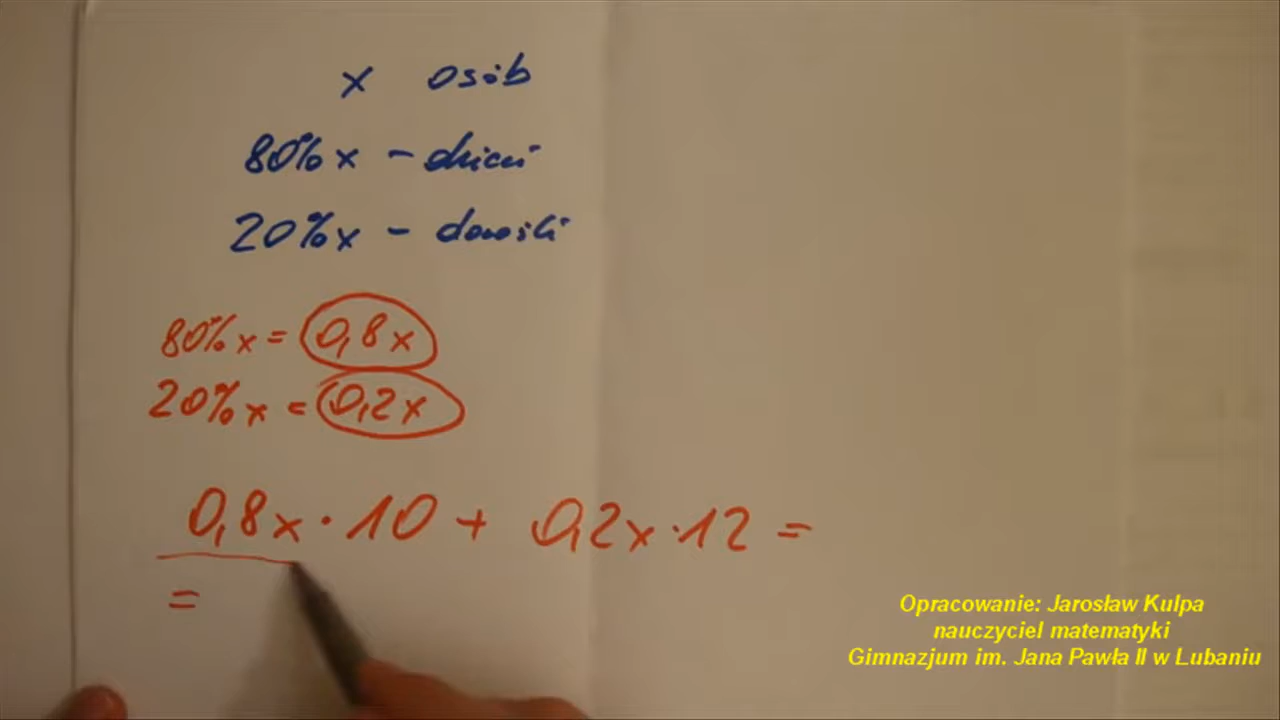 x osób
80%x - dzieci
20%x - dorośli
80%x = 0,8x
20%x = 0,2x
0,8x · 10 + 0,2x · 12 =
=
Opracowanie: Jarosław Kulpa
nauczyciel matematyki
Gimnazjum im. Jana Pawła II w Lubaniu